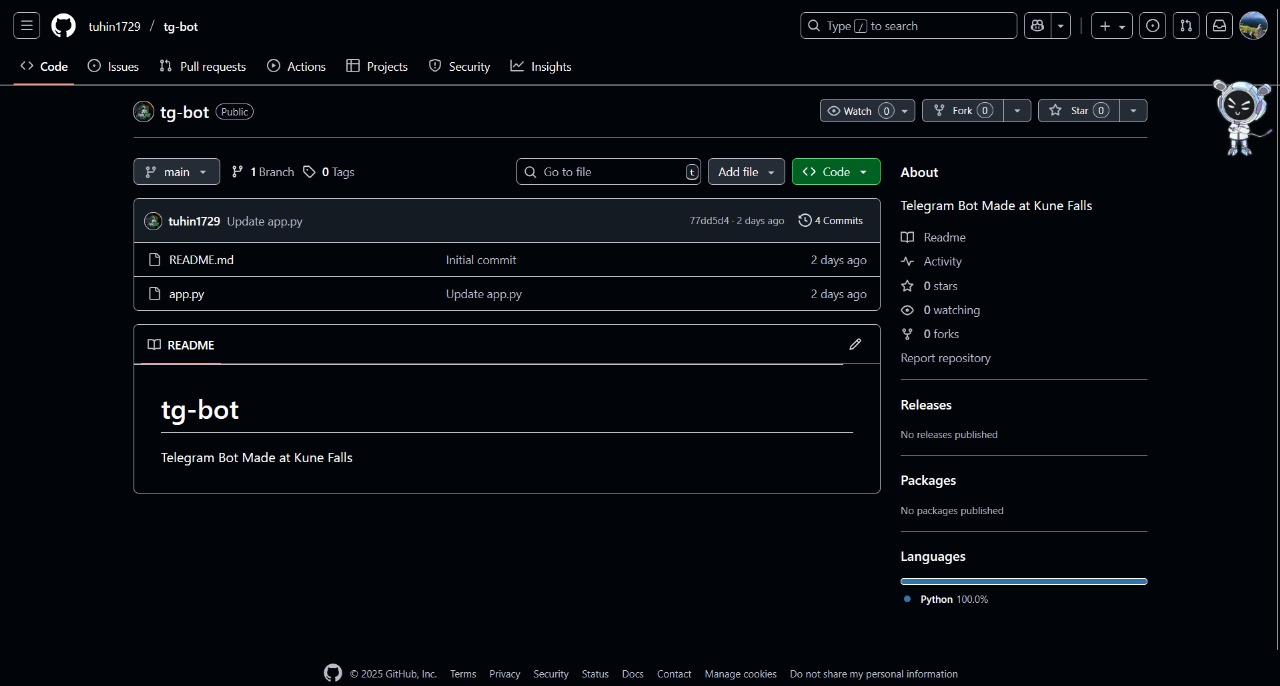 tuhin1729 / tg-bot
Type / to search
Code Issues Pull requests Actions Projects Security Insights
tg-bot Public
Watch 0 Fork 0 Star 0
main 1 Branch 0 Tags
Go to file t Add file Code
tuhin1729 Update app.py 77dd5d4 · 2 days ago 4 Commits
README.md Initial commit 2 days ago
app.py Update app.py 2 days ago
README
tg-bot
Telegram Bot Made at Kune Falls
About
Telegram Bot Made at Kune Falls
Readme
Activity
0 stars
0 watching
0 forks
Report repository
Releases
No releases published
Packages
No packages published
Languages
Python 100.0%
© 2025 GitHub, Inc. Terms Privacy Security Status Docs Contact Manage cookies Do not share my personal information